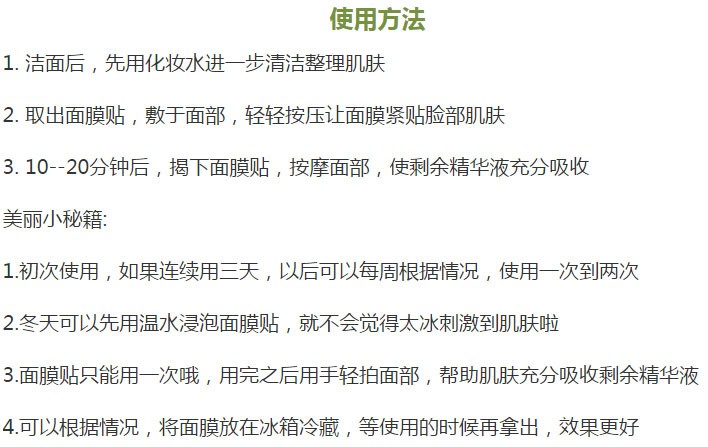 使用方法
1. 洁面后，先用化妆水进一步清洁整理肌肤
2. 取出面膜贴，敷于面部，轻轻按压让面膜紧贴脸部肌肤
3. 10--20分钟后，揭下面膜贴，按摩面部，使剩余精华液充分吸收
美丽小秘籍:
1.初次使用，如果连续用三天，以后可以每周根据情况，使用一次到两次
2.冬天可以先用温水浸泡面膜贴，就不会觉得太冰刺激到肌肤啦
3.面膜贴只能用一次哦，用完之后用手轻拍面部，帮助肌肤充分吸收剩余精华液
4.可以根据情况，将面膜放在冰箱冷藏，等使用的时候再拿出，效果更好